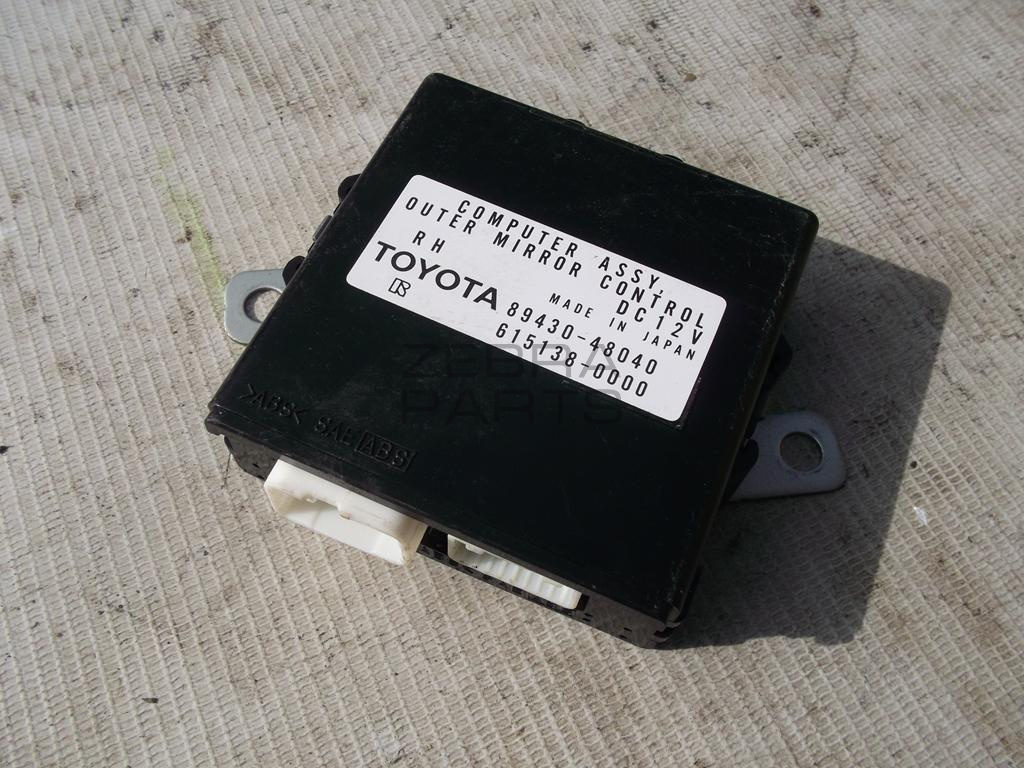 COMPUTER ASSY,
OUTER MIRROR CONTROL
RH DC12V
TOYOTA MADE IN JAPAN
89430-48040
615138-0000
>ABS< SAE ABS
ZEBRA
PARTS